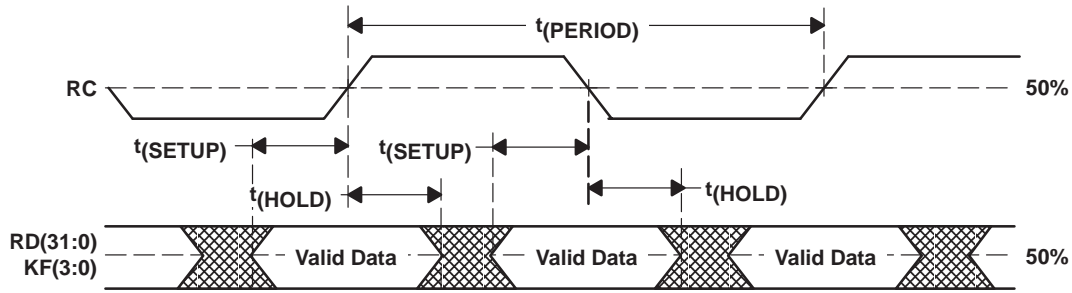 t(PERIOD)
RC
50%
t(SETUP)
t(SETUP)
t(HOLD)
t(HOLD)
RD(31:0)
KF(3:0)
Valid Data
Valid Data
Valid Data
50%